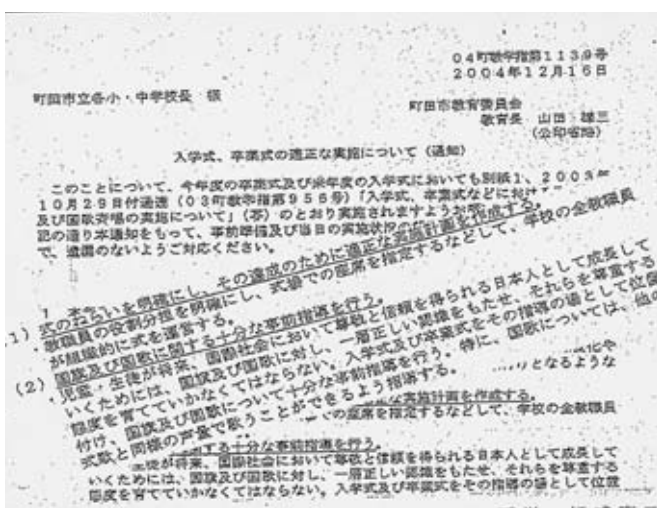 04町教学指第1139号
2004年12月16日
町田市立各小・中学校長 様
町田市教育委員会
教育長 山田 雄三
(公印省略)
入学式、卒業式の適正な実施について(通知)
このことについて、今年度の卒業式及び来年度の入学式においても別紙1、2003年
10月29日付通達(03町教学指第956号)「入学式、卒業式などにおけ
及び国歌斉唱の実施について」(写)のとおり実施されますよう
記の通り本通知をもって、事前準備及び当日の実施状況の
で、遺漏のないようご対応ください。
(1) 式のねらいを明確にし、その達成のために適正な実施計画を作成する。
・教職員の役割分担を明確にし、式場での座席を指定するなどして、学校の全教職員
が組織的に式を運営する。
(2) 国旗及び国歌に関する十分な事前指導を行う。
・児童・生徒が将来、国際社会において尊敬と信頼を得られる日本人として成長して
いくためには、国旗及び国歌に対し、一層正しい認識をもたせ、それらを尊重する
態度を育てていかなくてはならない。入学式及び卒業式をその指導の場として位置
付け、国旗及び国歌について十分な事前指導を行う。特に、国歌については、他の
式歌と同様の声量で歌うことができるよう指導する。
りとなるような
な実施計画を作成する。
の座席を指定するなどして、学校の全教職員
する十分な事前指導を行う。
生徒が将来、国際社会において尊敬と信頼を得られる日本人として成長して
いくためには、国旗及び国歌に対し、一層正しい認識をもたせ、それらを尊重する
態度を育てていかなくてはならない。入学式及び卒業式をその指導の場として位置